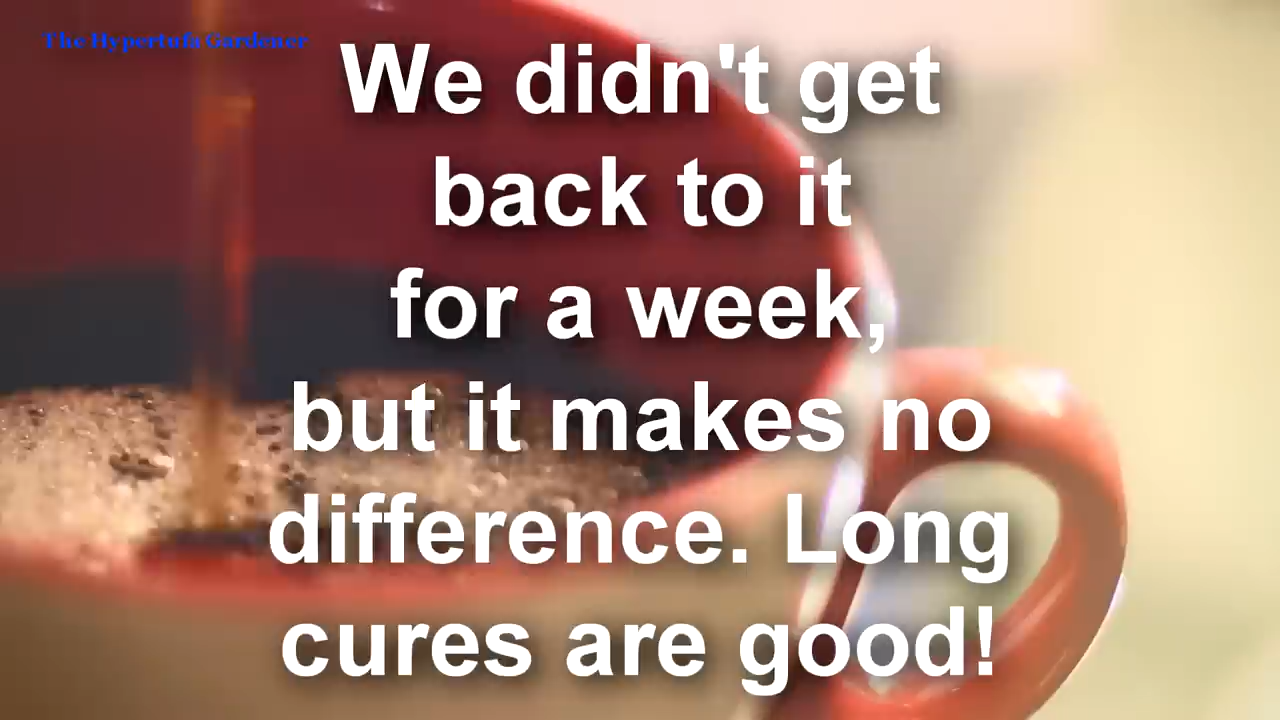 The Hypertufa Gardener
We didn't get
back to it
for a week,
but it makes no
difference. Long
cures are good!